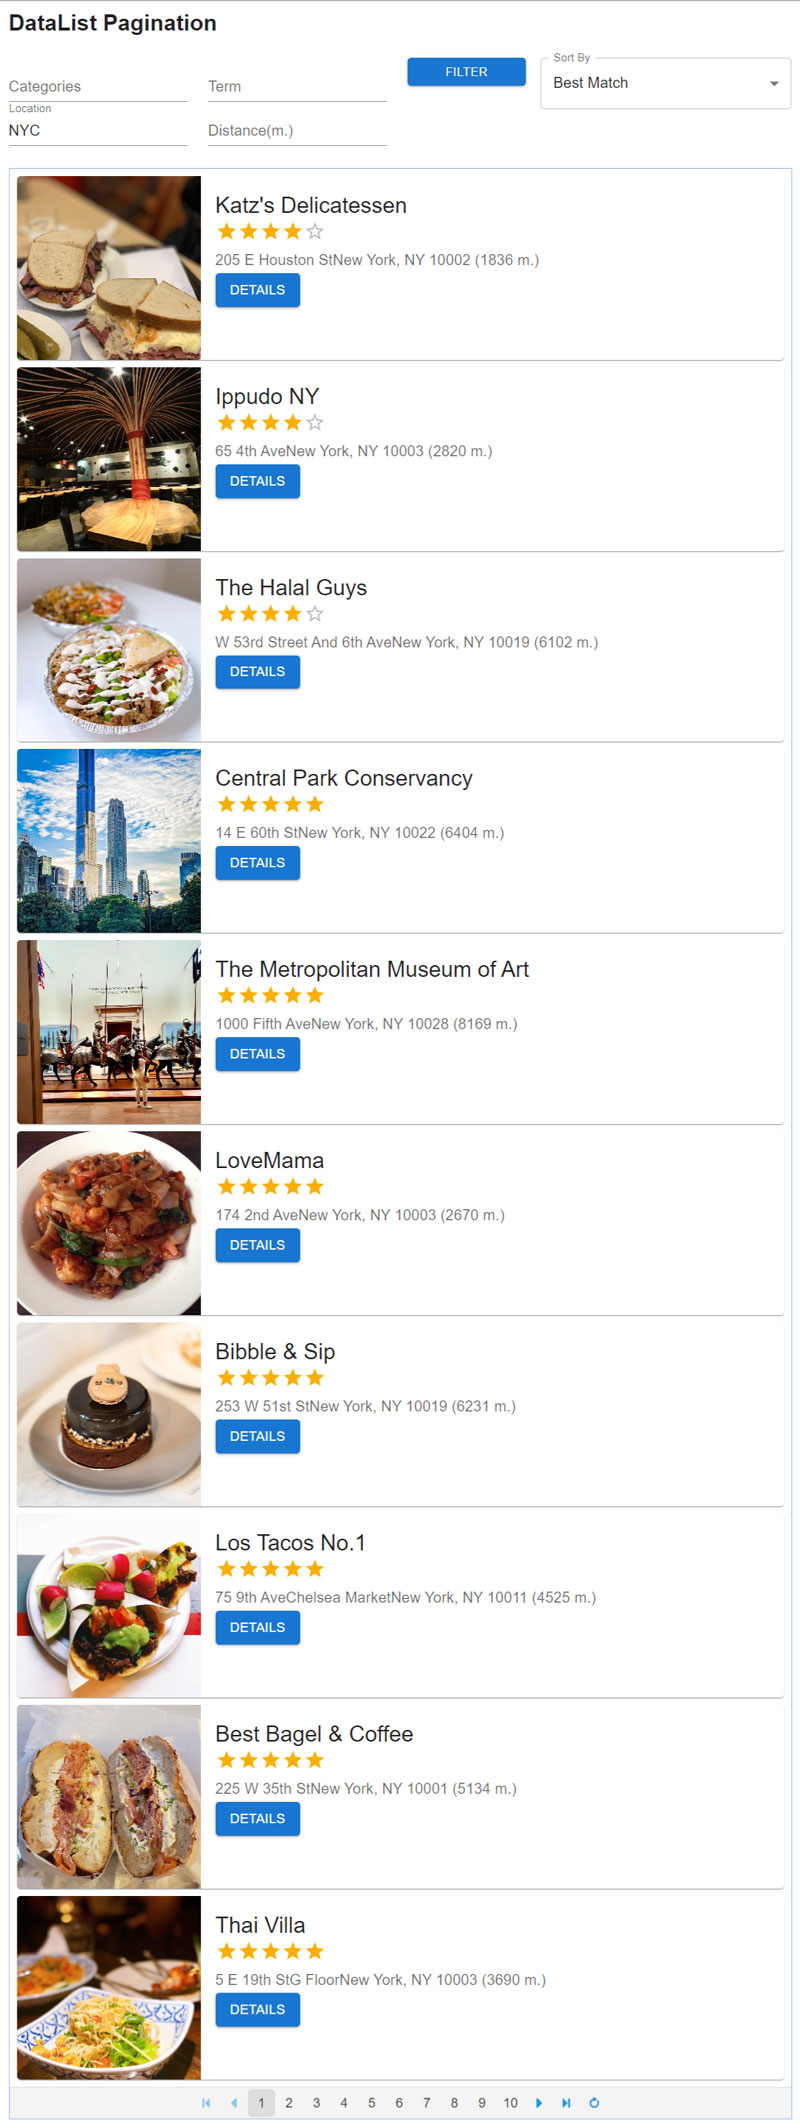 DataList Pagination
Categories
Term
FILTER
Sort By
Best Match
Location
NYC
Distance(m.)
Katz's Delicatessen
205 E Houston StNew York, NY 10002 (1836 m.)
DETAILS
Ippudo NY
65 4th AveNew York, NY 10003 (2820 m.)
DETAILS
The Halal Guys
W 53rd Street And 6th AveNew York, NY 10019 (6102 m.)
DETAILS
Central Park Conservancy
14 E 60th StNew York, NY 10022 (6404 m.)
DETAILS
The Metropolitan Museum of Art
1000 Fifth AveNew York, NY 10028 (8169 m.)
DETAILS
LoveMama
174 2nd AveNew York, NY 10003 (2670 m.)
DETAILS
Bibble & Sip
253 W 51st StNew York, NY 10019 (6231 m.)
DETAILS
Los Tacos No.1
75 9th AveChelsea MarketNew York, NY 10011 (4525 m.)
DETAILS
Best Bagel & Coffee
225 W 35th StNew York, NY 10001 (5134 m.)
DETAILS
Thai Villa
5 E 19th StG FloorNew York, NY 10003 (3690 m.)
DETAILS
1 2 3 4 5 6 7 8 9 10